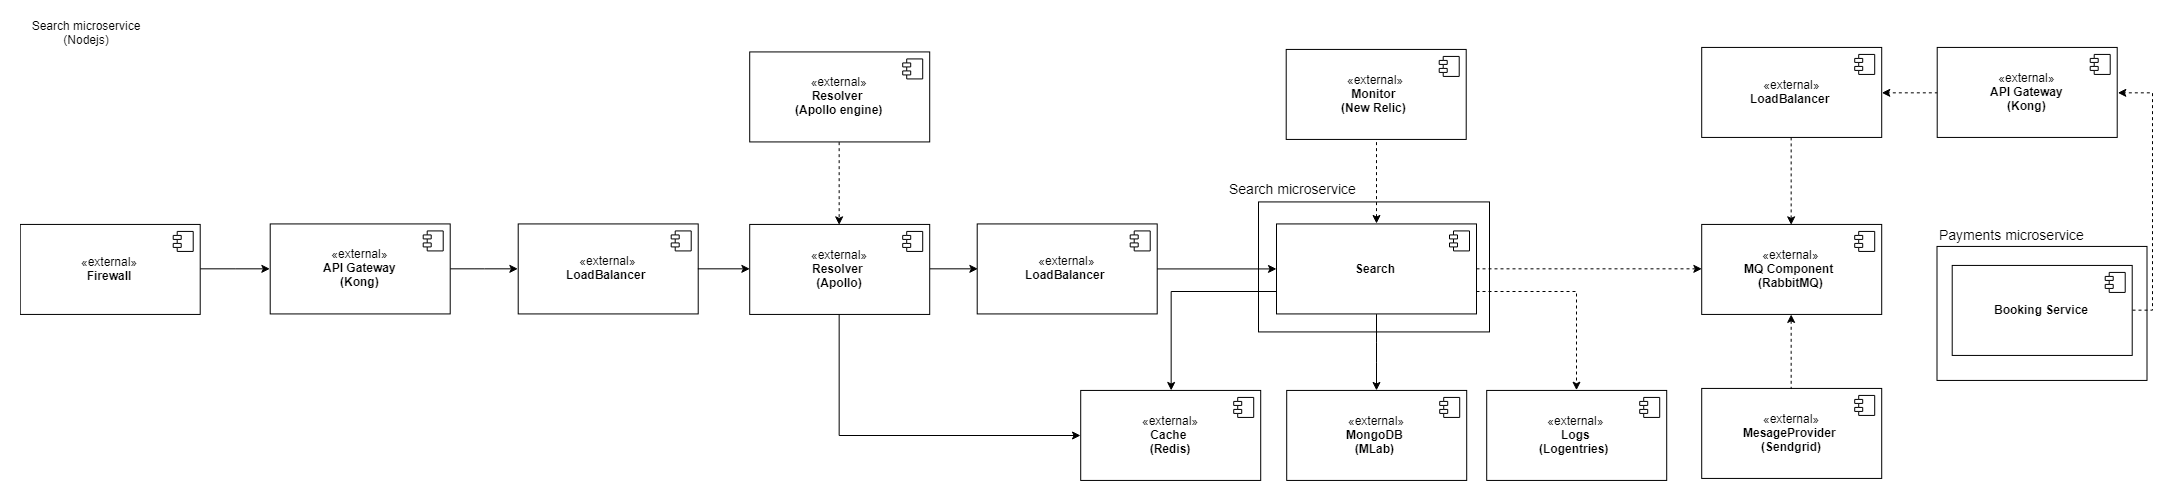 Search microservice
(Nodejs)
«external»
Resolver
(Apollo engine)
«external»
Monitor
(New Relic)
«external»
LoadBalancer
«external»
API Gateway
(Kong)
Search microservice
Payments microservice
«external»
Firewall
«external»
API Gateway
(Kong)
«external»
LoadBalancer
«external»
Resolver
(Apollo)
«external»
LoadBalancer
Search
«external»
MQ Component
(RabbitMQ)
Booking Service
«external»
Cache
(Redis)
«external»
MongoDB
(MLab)
«external»
Logs
(Logentries)
«external»
MesageProvider
(Sendgrid)